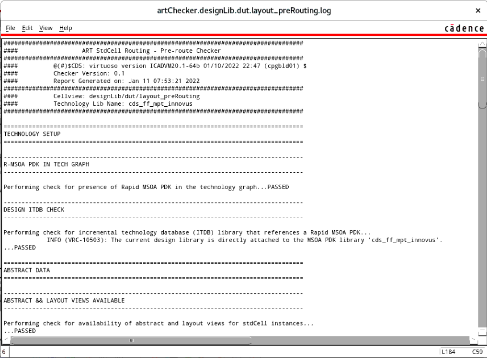 artChecker.designLib.dut.layout_preRouting.log
File Edit View Help
cādence
####################################################################################
#### ART StdCell Routing - Pre-route Checker
####################################################################################
#### @(#)$CDS: virtuoso version ICADVM20.1-64b 01/10/2022 22:47 (cpgbld01) $
#### Checker Version: 0.1
#### Report Generated on: Jan 11 07:53:21 2022
####################################################################################
#### Cellview: designLib/dut/layout_preRouting
#### Technology Lib Name: cds_ff_mpt_innovus
####################################################################################
====================================================================================
TECHNOLOGY SETUP
====================================================================================
------------------------------------------------------------------------------------
R-MSOA PDK IN TECH GRAPH
------------------------------------------------------------------------------------
Performing check for presence of Rapid MSOA PDK in the technology graph...PASSED
------------------------------------------------------------------------------------
DESIGN ITDB CHECK
------------------------------------------------------------------------------------
Performing check for incremental technology database (ITDB) library that references a Rapid MSOA PDK...
INFO (VRC-10503): The current design library is directly attached to the MSOA PDK library 'cds_ff_mpt_innovus'.
...PASSED
====================================================================================
ABSTRACT DATA
====================================================================================
------------------------------------------------------------------------------------
ABSTRACT && LAYOUT VIEWS AVAILABLE
------------------------------------------------------------------------------------
Performing check for availability of abstract and layout views for stdCell instances...
...PASSED
6 L184 C59